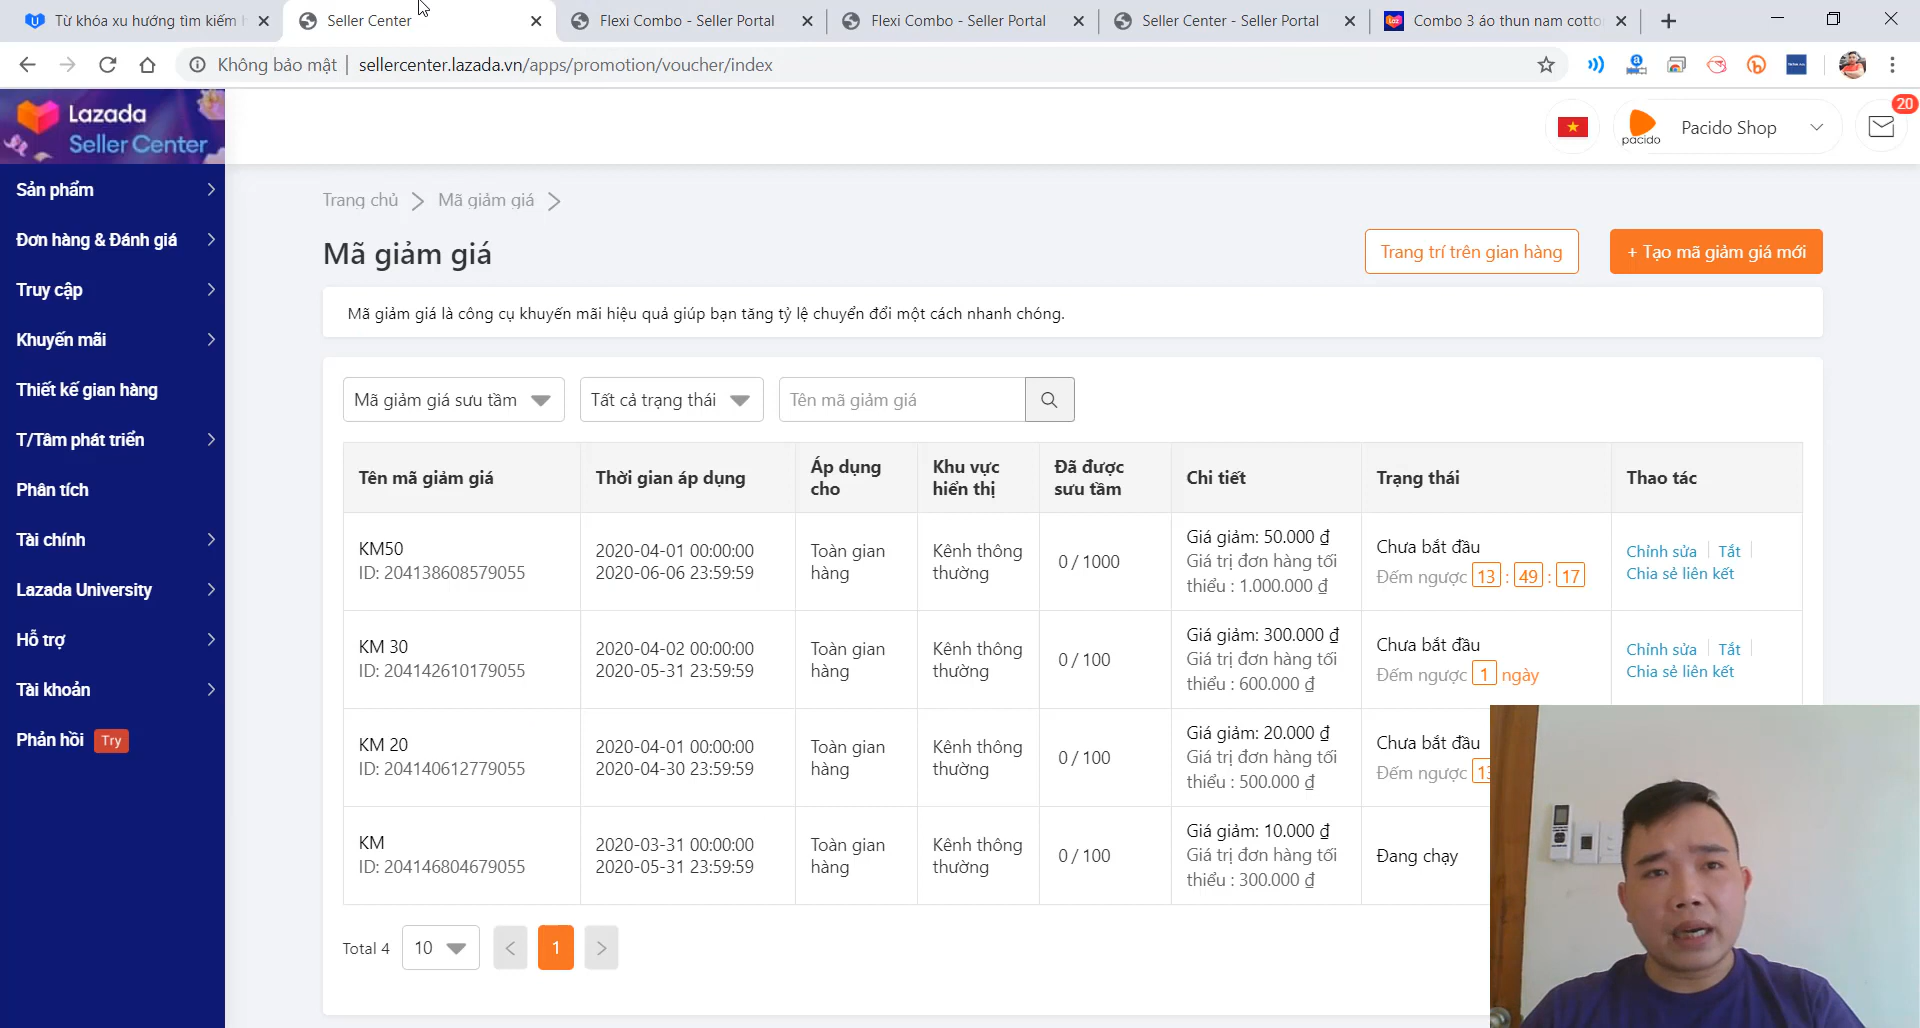 Từ khóa xu hướng tìm kiếm
Seller Center
Flexi Combo - Seller Portal
Flexi Combo - Seller Portal
Seller Center - Seller Portal
Combo 3 áo thun nam cotto
Không bảo mật
sellercenter.lazada.vn/apps/promotion/voucher/index
Lazada
Seller Center
pacido
Pacido Shop
20
Sản phẩm
Đơn hàng & Đánh giá
Truy cập
Khuyến mãi
Thiết kế gian hàng
T/Tâm phát triển
Phân tích
Tài chính
Lazada University
Hỗ trợ
Tài khoản
Phản hồi Try
Trang chủ
Mã giảm giá
Mã giảm giá
Trang trí trên gian hàng
+ Tạo mã giảm giá mới
Mã giảm giá là công cụ khuyến mãi hiệu quả giúp bạn tăng tỷ lệ chuyển đổi một cách nhanh chóng.
Mã giảm giá sưu tầm
Tất cả trạng thái
Tên mã giảm giá
Tên mã giảm giá
Thời gian áp dụng
Áp dụng
cho
Khu vực
hiển thị
Đã được
sưu tầm
Chi tiết
Trạng thái
Thao tác
KM50
ID: 204138608579055
2020-04-01 00:00:00
2020-06-06 23:59:59
Toàn gian
hàng
Kênh thông
thường
0 / 1000
Giá giảm: 50.000 ₫
Giá trị đơn hàng tối
thiểu : 1.000.000 ₫
Chưa bắt đầu
Đếm ngược 13 : 49 : 17
Chỉnh sửa
Tắt
Chia sẻ liên kết
KM 30
ID: 204142610179055
2020-04-02 00:00:00
2020-05-31 23:59:59
Toàn gian
hàng
Kênh thông
thường
0 / 100
Giá giảm: 300.000 ₫
Giá trị đơn hàng tối
thiểu : 600.000 ₫
Chưa bắt đầu
Đếm ngược 1 ngày
Chỉnh sửa
Tắt
Chia sẻ liên kết
KM 20
ID: 204140612779055
2020-04-01 00:00:00
2020-04-30 23:59:59
Toàn gian
hàng
Kênh thông
thường
0 / 100
Giá giảm: 20.000 ₫
Giá trị đơn hàng tối
thiểu : 500.000 ₫
Chưa bắt đầu
Đếm ngược
KM
ID: 204146804679055
2020-03-31 00:00:00
2020-05-31 23:59:59
Toàn gian
hàng
Kênh thông
thường
0 / 100
Giá giảm: 10.000 ₫
Giá trị đơn hàng tối
thiểu : 300.000 ₫
Đang chạy
Total 4
10
1